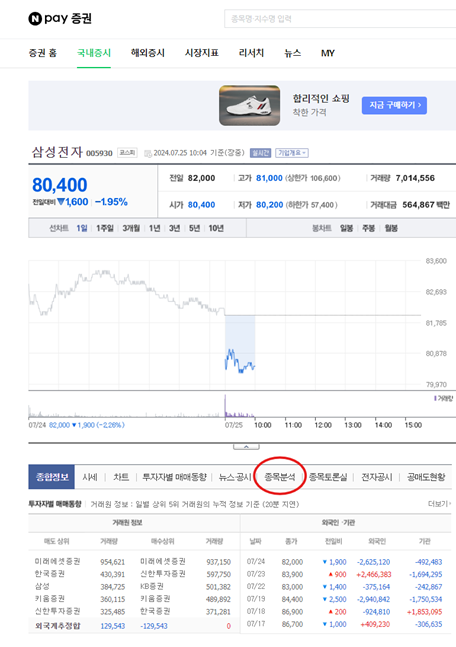 N pay 증권
종목명·지수명 입력
증권 홈 국내증시 해외증시 시장지표 리서치 뉴스 MY
합리적인 쇼핑
착한 가격
지금 구매하기 ›
삼성전자 005930 코스피 2024.07.25 10:04 기준(장중) 실시간 기업개요
80,400
전일대비 ▼1,600 -1.95%
전일 82,000 고가 81,000 (상한가 106,600) 거래량 7,014,556
시가 80,400 저가 80,200 (하한가 57,400) 거래대금 564,867 백만
선차트 1일 1주일 3개월 1년 3년 5년 10년 봉차트 일봉 주봉 월봉
83,600
82,693
81,785
80,978
79,970
거래량
07/24 82,000 ▼ 1,900 (-2.26%) 07/25 10:00 11:00 12:00 13:00 14:00 15:00
종합정보 시세 차트 투자자별 매매동향 뉴스·공시 종목분석 종목토론실 전자공시 공매도현황
투자자별 매매동향 거래원 정보 : 일별 상위 5위 거래원의 누적 정보 기준 (20분 지연) 더보기
거래원 정보 외국인·기관
매도 상위 거래량 매수상위 거래량 날짜 종가 전일비 외국인 기관
미래에셋증권 954,621 미래에셋증권 937,150 07/24 82,000 ▼ 1,900 -2,625,120 -492,483
한국증권 430,391 신한투자증권 597,750 07/23 83,900 ▲ 900 +2,466,383 -1,694,295
삼성 384,725 KB증권 501,382 07/22 83,000 ▼ 1,400 -375,164 -242,867
키움증권 360,115 키움증권 489,892 07/19 84,400 ▼ 2,500 -2,940,842 -1,750,534
신한투자증권 325,485 한국증권 371,281 07/18 86,900 ▲ 200 -924,810 +1,853,095
외국계추정합 129,543 -129,543 0 07/17 86,700 ▼ 1,000 +409,230 -306,635